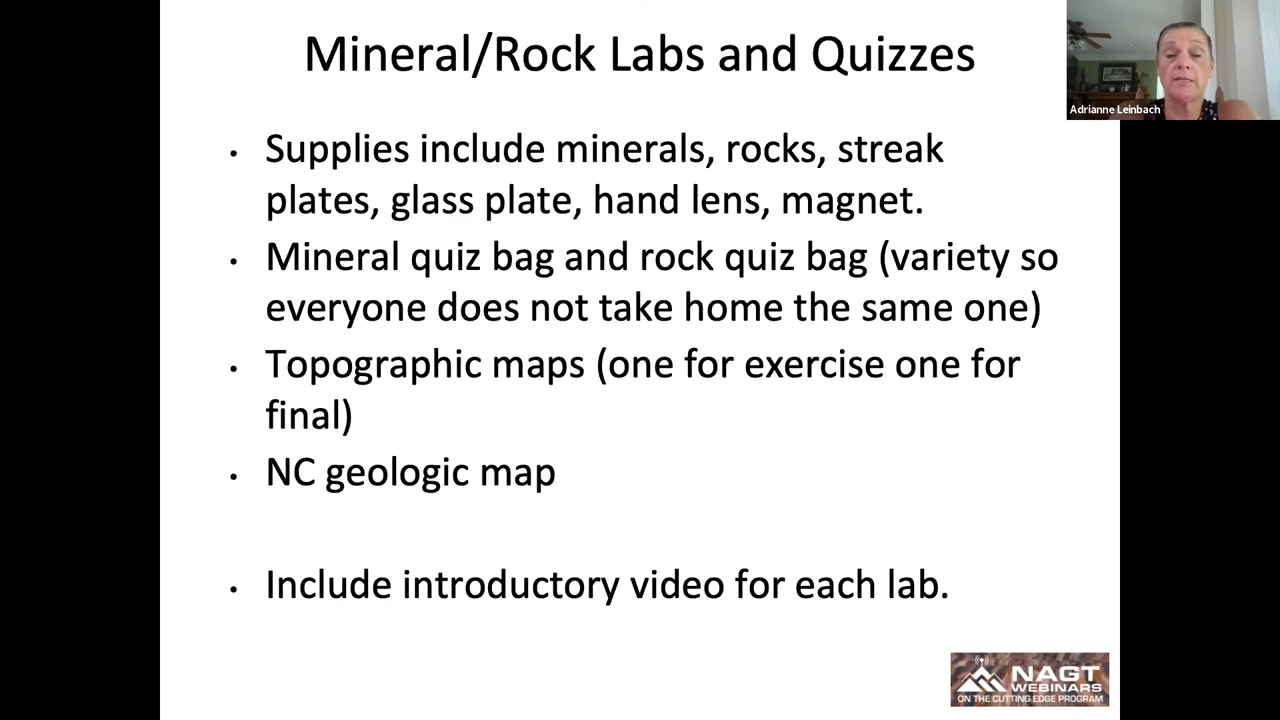 Mineral/Rock Labs and Quizzes
Adrianne Leinbach
• Supplies include minerals, rocks, streak
plates, glass plate, hand lens, magnet.
• Mineral quiz bag and rock quiz bag (variety so
everyone does not take home the same one)
• Topographic maps (one for exercise one for
final)
• NC geologic map
• Include introductory video for each lab.
NAGT
WEBINARS
ON THE CUTTING EDGE PROGRAM